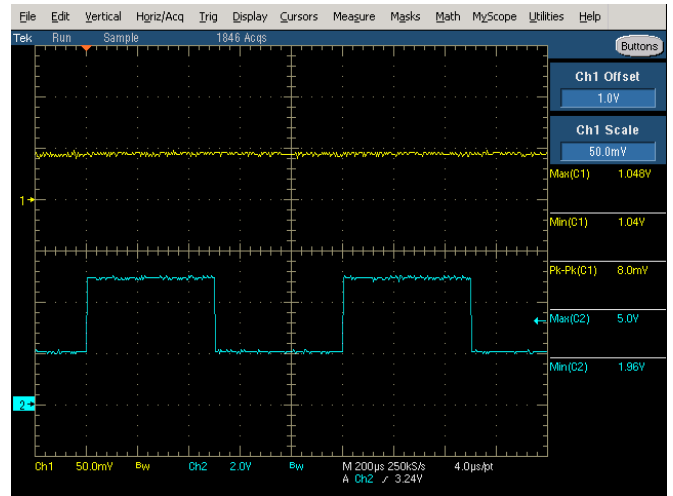 File Edit Vertical Horiz/Acq Trig Display Cursors Measure Masks Math MyScope Utilities Help
Tek Run Sample 1846 Acqs
Buttons
Ch1 Offset
1.0V
Ch1 Scale
50.0mV
Max(C1) 1.048V
1
Min(C1) 1.04V
Pk-Pk(C1) 8.0mV
Max(C2) 5.0V
Min(C2) 1.96V
2
Ch1 50.0mV Bw Ch2 2.0V Bw M 200µs 250kS/s 4.0µs/pt
A Ch2 / 3.24V